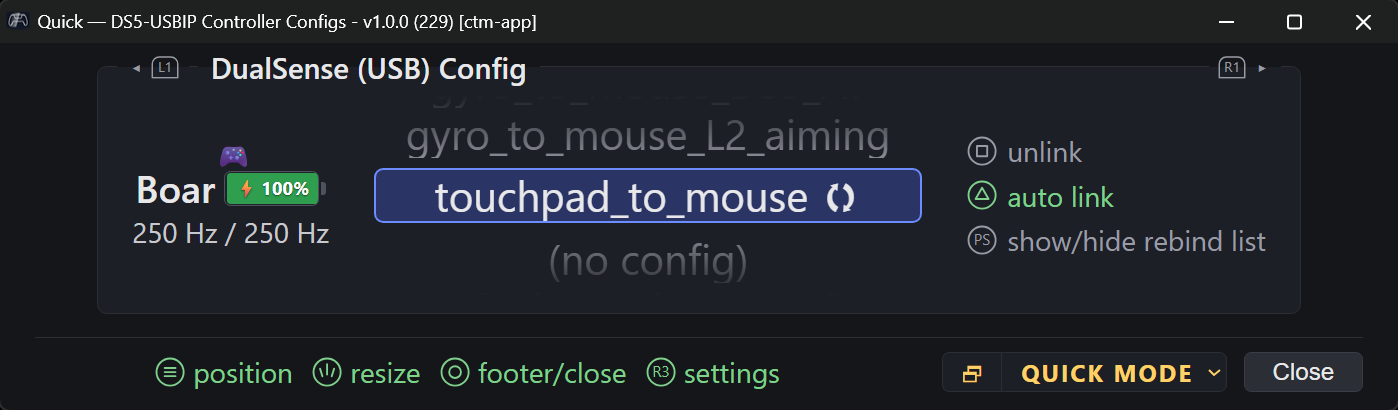 Quick — DS5-USBIP Controller Configs - v1.0.0 (229) [ctm-app]
L1 DualSense (USB) Config R1
gyro_to_mouse_L2_aiming
Boar 100% touchpad_to_mouse
250 Hz / 250 Hz
(no config)
unlink
auto link
PS show/hide rebind list
position resize footer/close R3 settings QUICK MODE Close